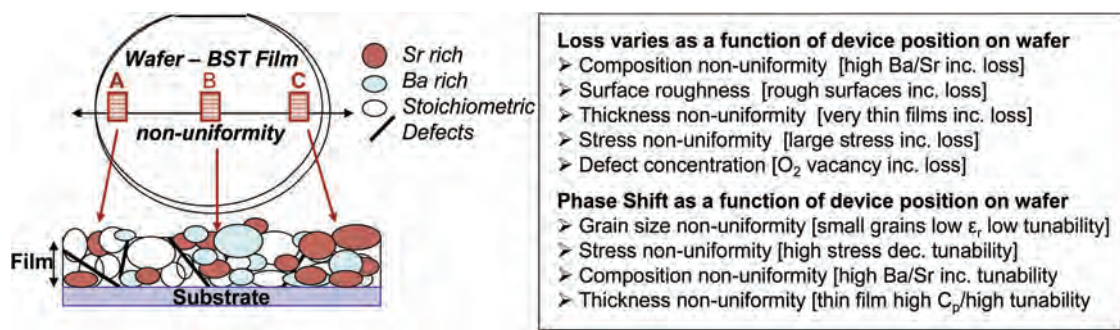 Wafer – BST Film
A B C
non-uniformity
Sr rich
Ba rich
Stoichiometric
Defects
Film
Substrate
Loss varies as a function of device position on wafer
➢ Composition non-uniformity [high Ba/Sr inc. loss]
➢ Surface roughness [rough surfaces inc. loss]
➢ Thickness non-uniformity [very thin films inc. loss]
➢ Stress non-uniformity [large stress inc. loss]
➢ Defect concentration [O₂ vacancy inc. loss]
Phase Shift as a function of device position on wafer
➢ Grain size non-uniformity [small grains low εᵣ low tunability]
➢ Stress non-uniformity [high stress dec. tunability]
➢ Composition non-uniformity [high Ba/Sr inc. tunability
➢ Thickness non-uniformity [thin film high Cₚ/high tunability